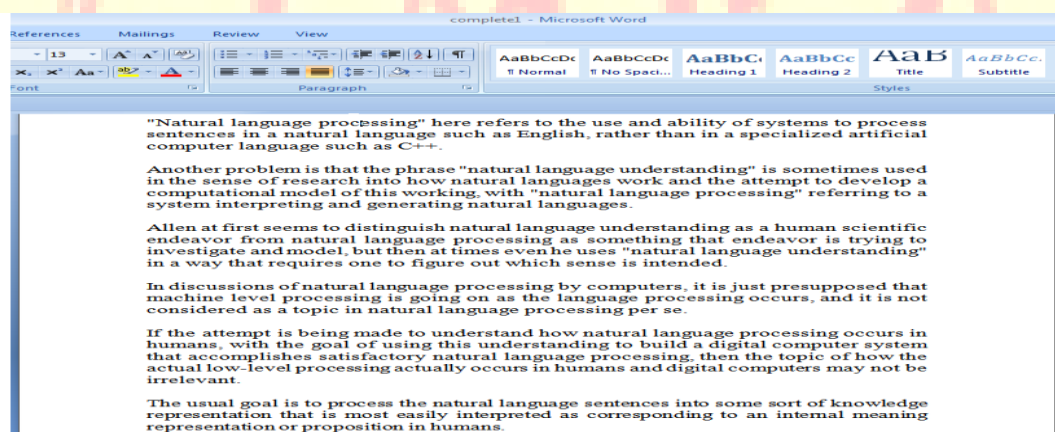 complete1 - Microsoft Word
References Mailings Review View
13 A A Aa ab A
AaBbCcDc AaBbCcDc AaBbC AaBbCc AaB AaBbCc.
¶ Normal ¶ No Spaci... Heading 1 Heading 2 Title Subtitle
Font Paragraph Styles
"Natural language processing" here refers to the use and ability of systems to process
sentences in a natural language such as English, rather than in a specialized artificial
computer language such as C++.
Another problem is that the phrase "natural language understanding" is sometimes used
in the sense of research into how natural languages work and the attempt to develop a
computational model of this working, with "natural language processing" referring to a
system interpreting and generating natural languages.
Allen at first seems to distinguish natural language understanding as a human scientific
endeavor from natural language processing as something that endeavor is trying to
investigate and model, but then at times even he uses "natural language understanding"
in a way that requires one to figure out which sense is intended.
In discussions of natural language processing by computers, it is just presupposed that
machine level processing is going on as the language processing occurs, and it is not
considered as a topic in natural language processing per se.
If the attempt is being made to understand how natural language processing occurs in
humans, with the goal of using this understanding to build a digital computer system
that accomplishes satisfactory natural language processing, then the topic of how the
actual low-level processing actually occurs in humans and digital computers may not be
irrelevant.
The usual goal is to process the natural language sentences into some sort of knowledge
representation that is most easily interpreted as corresponding to an internal meaning
representation or proposition in humans.